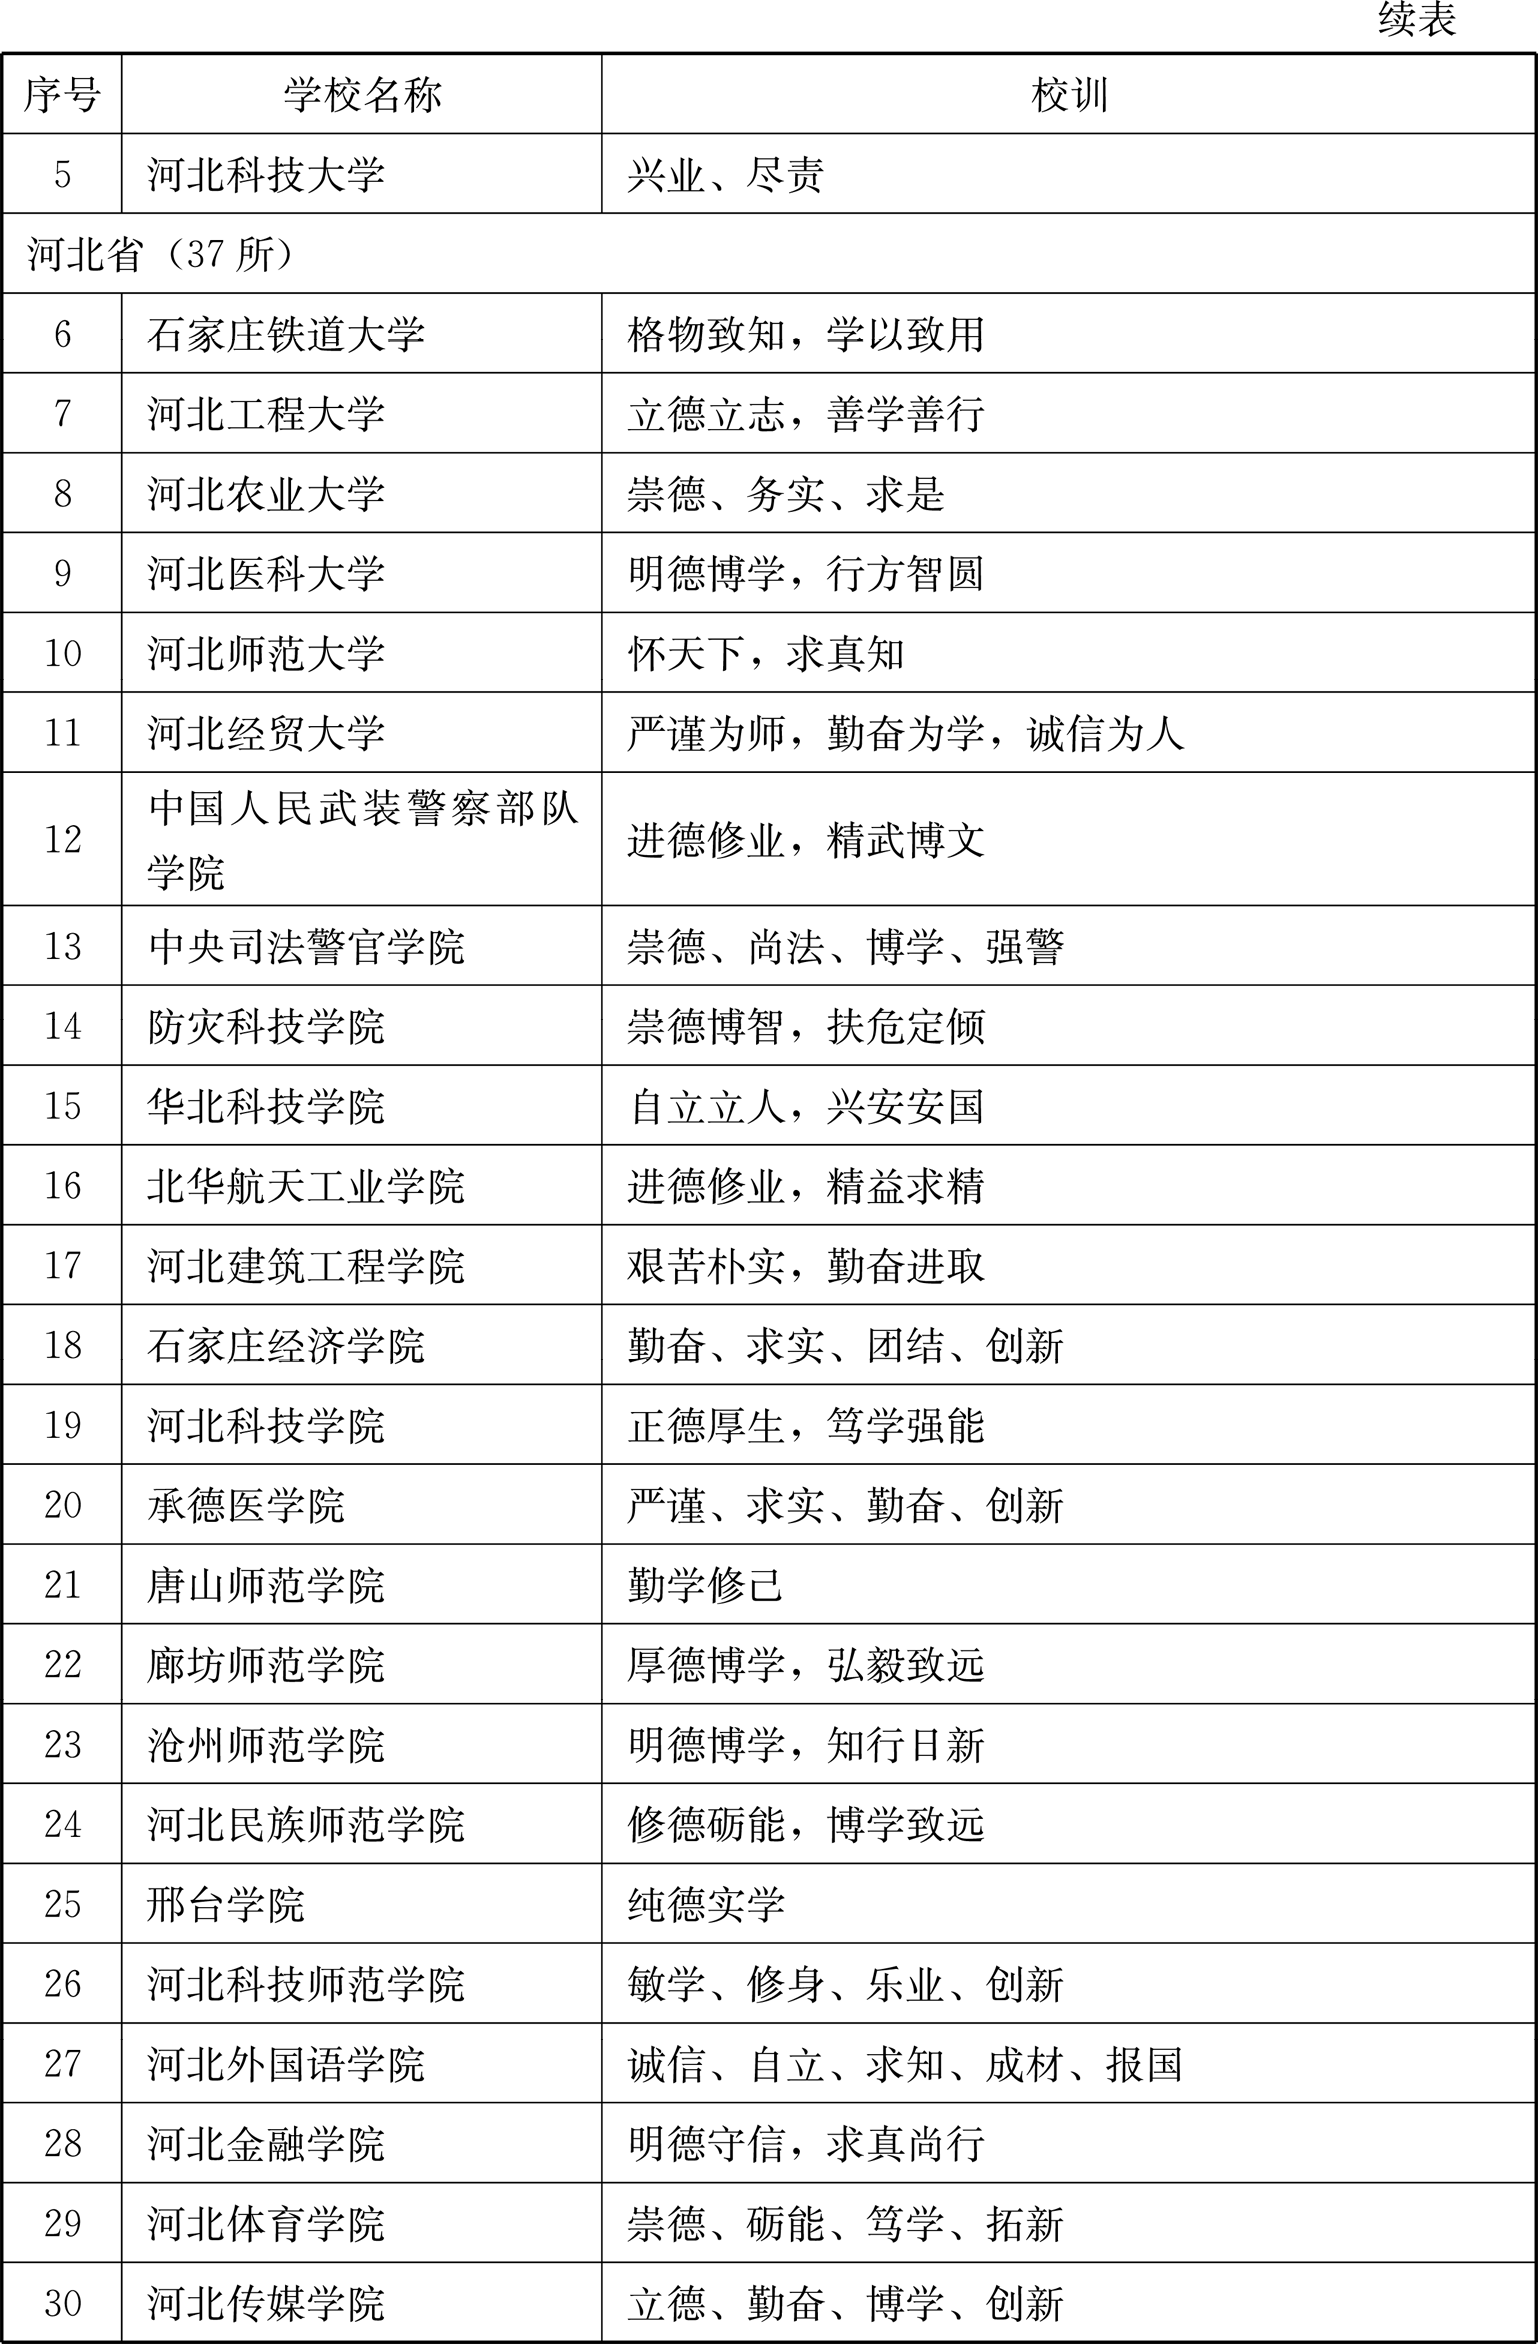 续表
序号 学校名称 校训
5 河北科技大学 兴业、尽责
河北省（37 所）
6 石家庄铁道大学 格物致知，学以致用
7 河北工程大学 立德立志，善学善行
8 河北农业大学 崇德、务实、求是
9 河北医科大学 明德博学，行方智圆
10 河北师范大学 怀天下，求真知
11 河北经贸大学 严谨为师，勤奋为学，诚信为人
12 中国人民武装警察部队
学院 进德修业，精武博文
13 中央司法警官学院 崇德、尚法、博学、强警
14 防灾科技学院 崇德博智，扶危定倾
15 华北科技学院 自立立人，兴安安国
16 北华航天工业学院 进德修业，精益求精
17 河北建筑工程学院 艰苦朴实，勤奋进取
18 石家庄经济学院 勤奋、求实、团结、创新
19 河北科技学院 正德厚生，笃学强能
20 承德医学院 严谨、求实、勤奋、创新
21 唐山师范学院 勤学修己
22 廊坊师范学院 厚德博学，弘毅致远
23 沧州师范学院 明德博学，知行日新
24 河北民族师范学院 修德砺能，博学致远
25 邢台学院 纯德实学
26 河北科技师范学院 敏学、修身、乐业、创新
27 河北外国语学院 诚信、自立、求知、成材、报国
28 河北金融学院 明德守信，求真尚行
29 河北体育学院 崇德、砺能、笃学、拓新
30 河北传媒学院 立德、勤奋、博学、创新